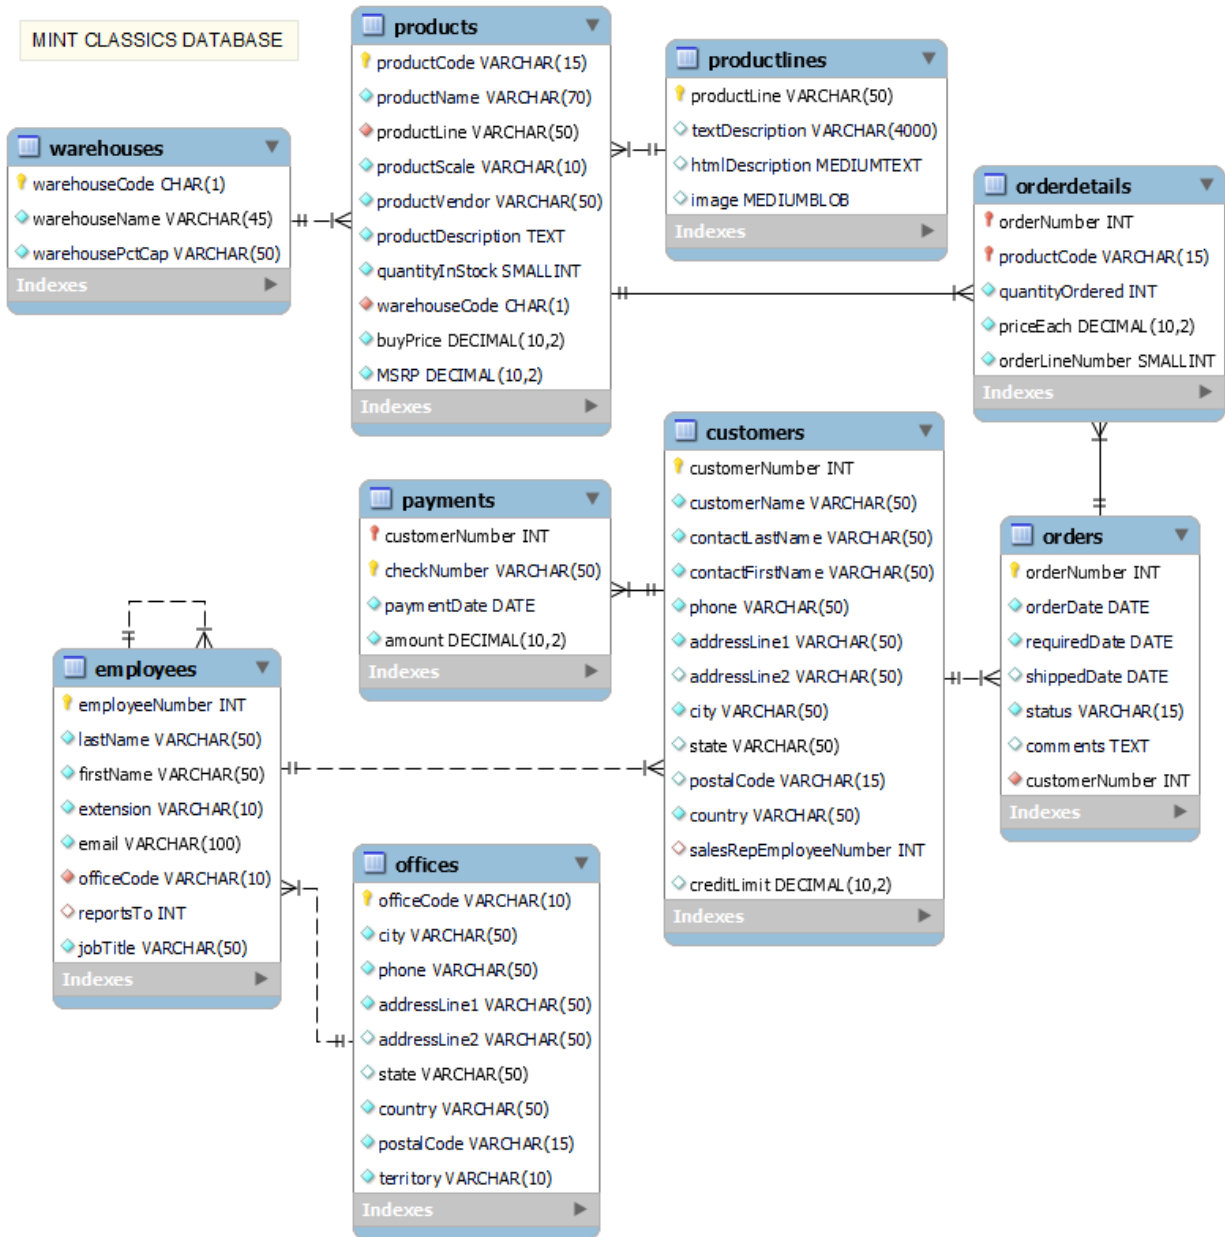 MINT CLASSICS DATABASE
products
productCode VARCHAR(15)
productName VARCHAR(70)
productLine VARCHAR(50)
productScale VARCHAR(10)
productVendor VARCHAR(50)
productDescription TEXT
quantityInStock SMALLINT
warehouseCode CHAR(1)
buyPrice DECIMAL(10,2)
MSRP DECIMAL(10,2)
Indexes
productlines
productLine VARCHAR(50)
textDescription VARCHAR(4000)
htmlDescription MEDIUMTEXT
image MEDIUMBLOB
Indexes
warehouses
warehouseCode CHAR(1)
warehouseName VARCHAR(45)
warehousePctCap VARCHAR(50)
Indexes
orderdetails
orderNumber INT
productCode VARCHAR(15)
quantityOrdered INT
priceEach DECIMAL(10,2)
orderLineNumber SMALLINT
Indexes
customers
customerNumber INT
customerName VARCHAR(50)
contactLastName VARCHAR(50)
contactFirstName VARCHAR(50)
phone VARCHAR(50)
addressLine1 VARCHAR(50)
addressLine2 VARCHAR(50)
city VARCHAR(50)
state VARCHAR(50)
postalCode VARCHAR(15)
country VARCHAR(50)
salesRepEmployeeNumber INT
creditLimit DECIMAL(10,2)
Indexes
payments
customerNumber INT
checkNumber VARCHAR(50)
paymentDate DATE
amount DECIMAL(10,2)
Indexes
orders
orderNumber INT
orderDate DATE
requiredDate DATE
shippedDate DATE
status VARCHAR(15)
comments TEXT
customerNumber INT
Indexes
employees
employeeNumber INT
lastName VARCHAR(50)
firstName VARCHAR(50)
extension VARCHAR(10)
email VARCHAR(100)
officeCode VARCHAR(10)
reportsTo INT
jobTitle VARCHAR(50)
Indexes
offices
officeCode VARCHAR(10)
city VARCHAR(50)
phone VARCHAR(50)
addressLine1 VARCHAR(50)
addressLine2 VARCHAR(50)
state VARCHAR(50)
country VARCHAR(50)
postalCode VARCHAR(15)
territory VARCHAR(10)
Indexes